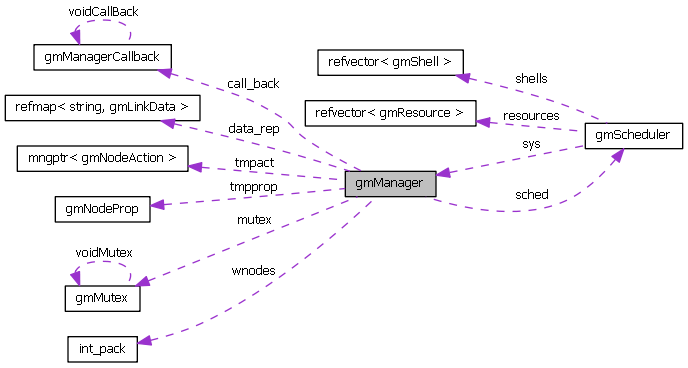 voidCallBack
gmManagerCallback
refvector< gmShell >
shells
call_back
refmap< string, gmLinkData >
refvector< gmResource >
resources
data_rep
gmScheduler
sys
mngptr< gmNodeAction >
tmpact
gmManager
tmpprop
sched
gmNodeProp
mutex
voidMutex
wnodes
gmMutex
int_pack